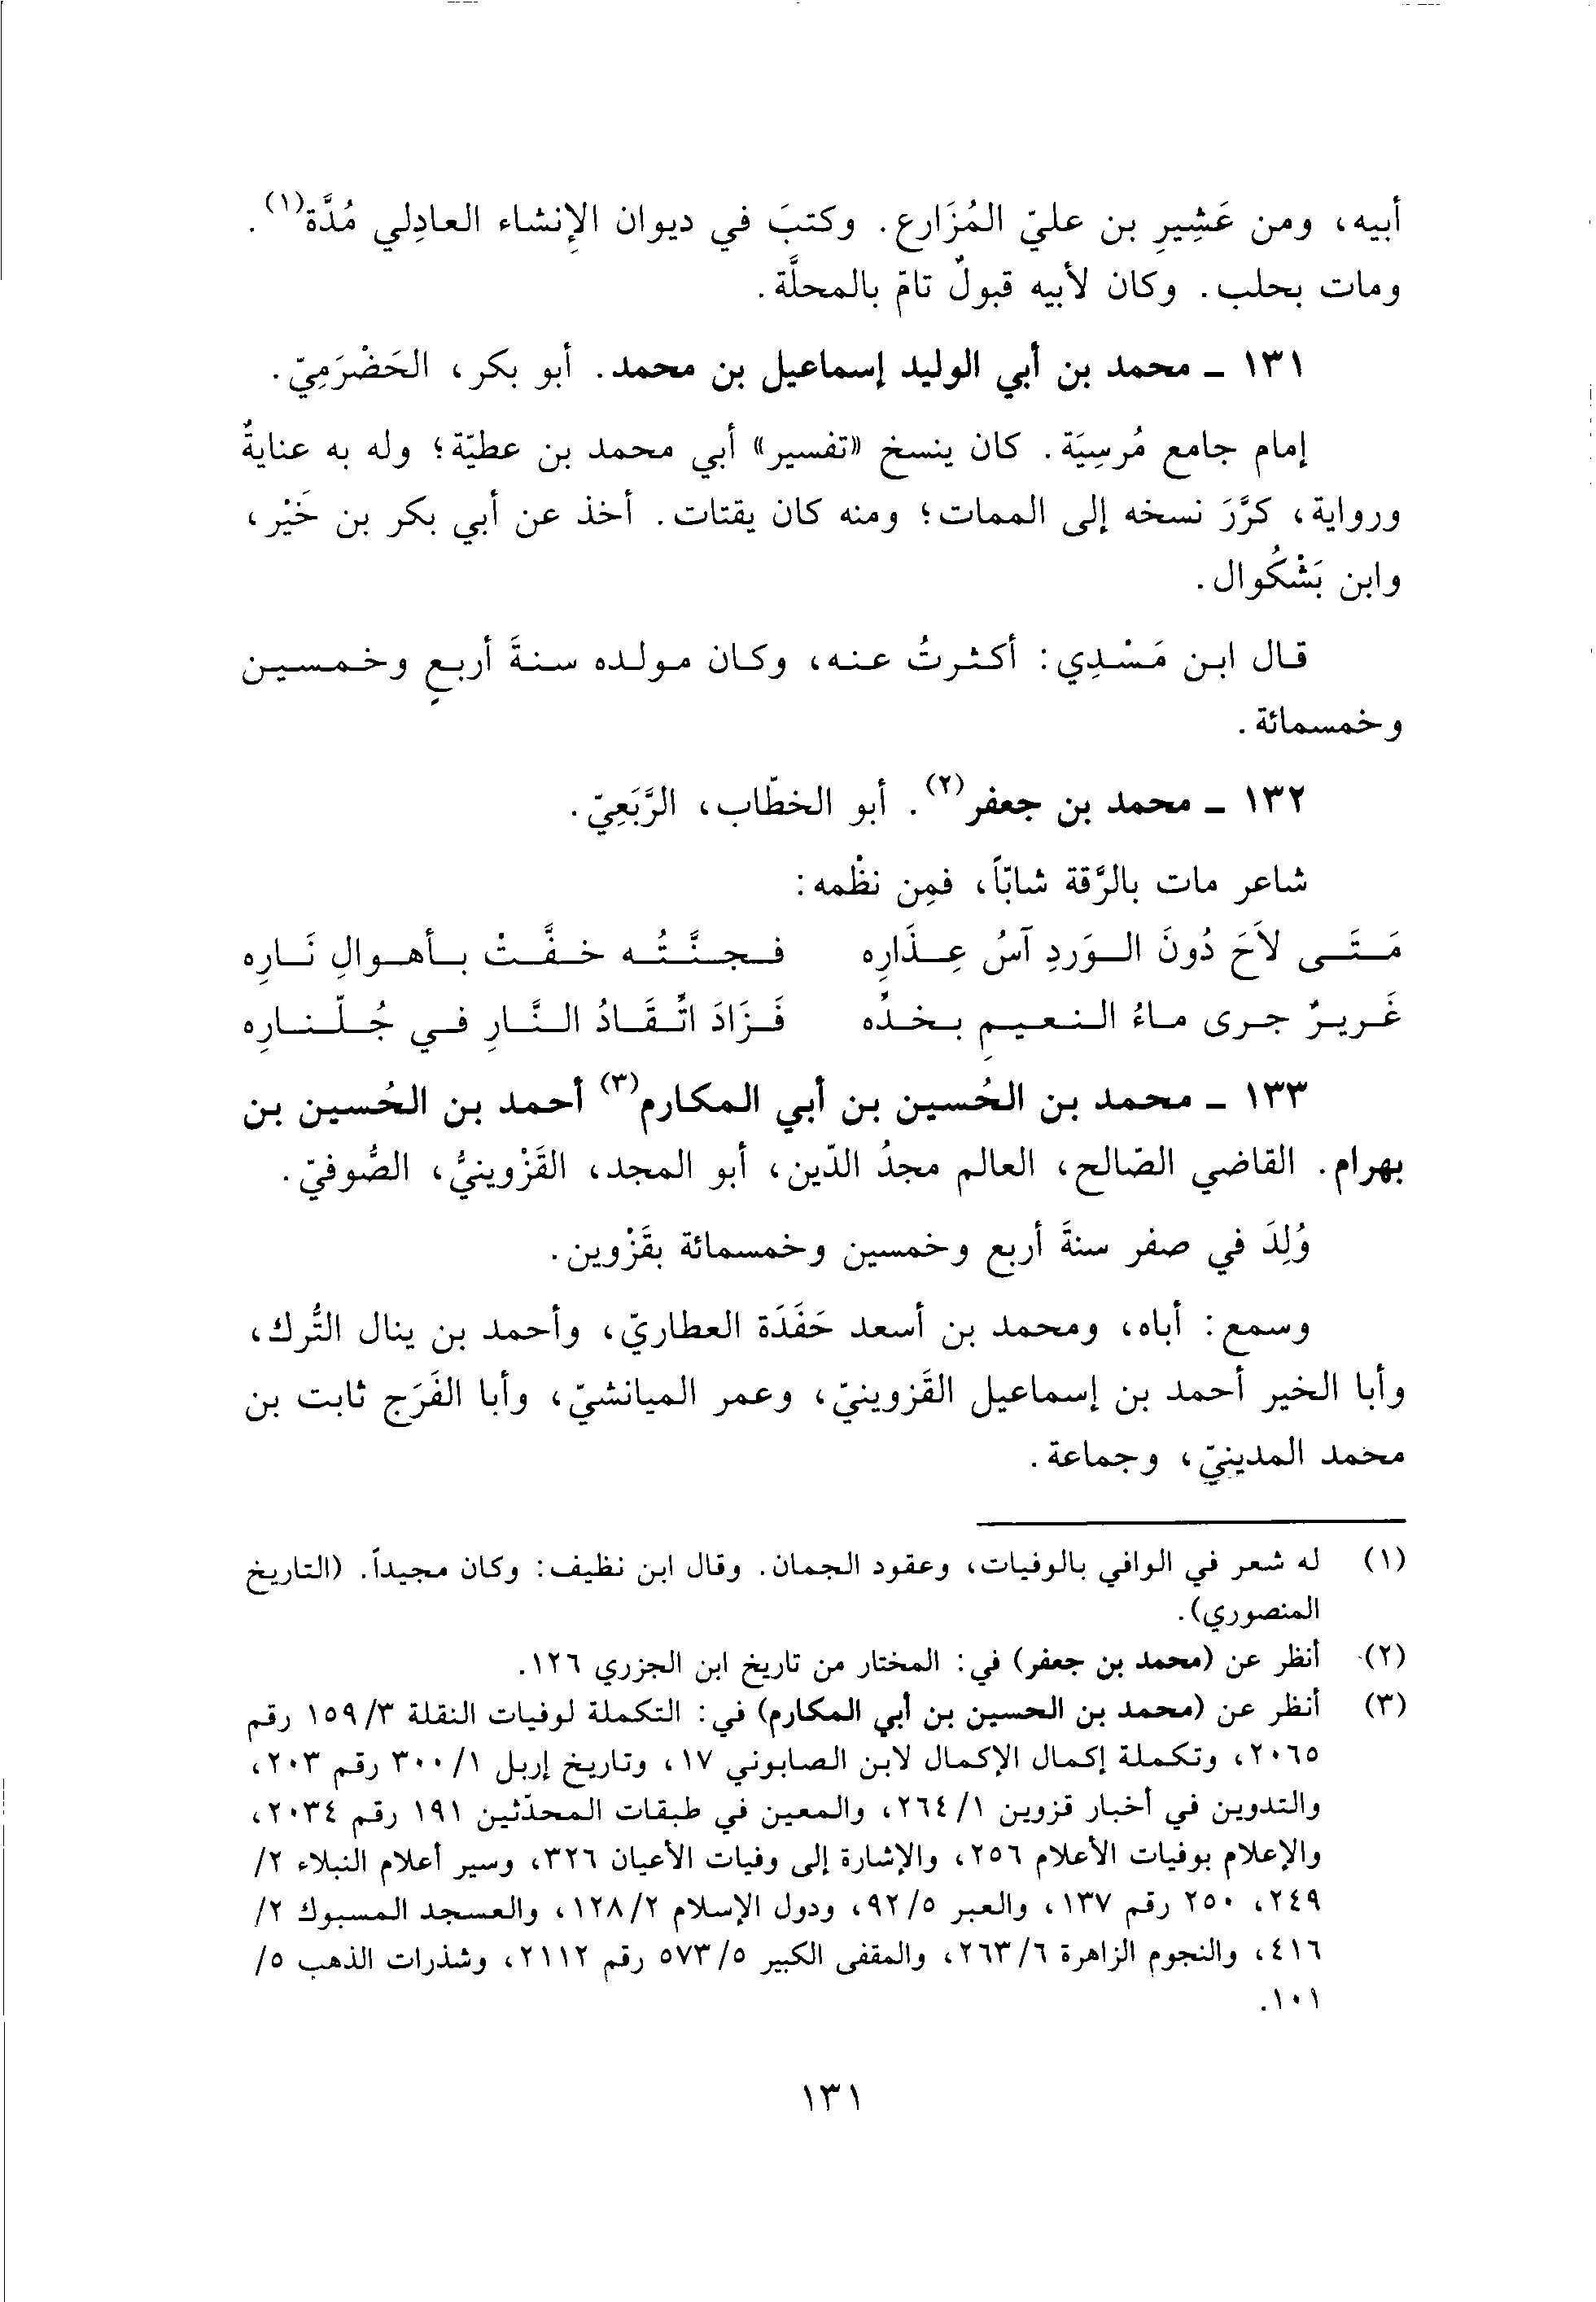 أبيه، ومن عَشِيرِ بن عليّ المُزَارع. وكتبَ في ديوان الإِنشاء العادِلي مُدَّة(١).
ومات بحلب. وكان لأبيه قبولٌ تامّ بالمحلَّة.
١٣١ ـ محمد بن أبي الوليد إسماعيل بن محمد. أبو بكر، الحَضْرَمِيّ.
إمام جامع مُرسِيَة. كان ينسخ «تفسير» أبي محمد بن عطيّة؛ وله به عنايةٌ
ورواية، كرَّرَ نسخه إلى الممات؛ ومنه كان يقتات. أخذ عن أبي بكر بن خَيْر،
وابن بَشْكُوال.
قال ابن مَسْدِي: أكثرتُ عنه، وكان مولده سنةَ أربعٍ وخمسين
وخمسمائة.
١٣٢ ـ محمد بن جعفر(٢). أبو الخطّاب، الرَّبَعِيّ.
شاعر مات بالرَّقة شابّاً، فمِن نظْمه:
مَتَى لاَحَ دُونَ الوَردِ آسُ عِذَارِه فجنَّتُه خفَّتْ بأهوالِ نَارِه
غَريرٌ جرى ماءُ النعيمِ بخدِّه فَزَادَ اتِّقَادُ النَّارِ في جُلّنارِه
١٣٣ ـ محمد بن الحُسين بن أبي المكارم(٣) أحمد بن الحُسين بن
بهرام. القاضي الصّالح، العالم مجدُ الدّين، أبو المجد، القَزْوينيُّ، الصُّوفيّ.
وُلِدَ في صفر سنةَ أربع وخمسين وخمسمائة بقَزْوين.
وسمع: أباه، ومحمد بن أسعد حَفَدَة العطاريّ، وأحمد بن ينال التُّرك،
وأبا الخير أحمد بن إسماعيل القَزوينيّ، وعمر الميانشيّ، وأبا الفَرَج ثابت بن
محمد المدينيّ، وجماعة.
(١) له شعر في الوافي بالوفيات، وعقود الجمان. وقال ابن نظيف: وكان مجيداً. (التاريخ
المنصوري).
(٢) أنظر عن (محمد بن جعفر) في: المختار من تاريخ ابن الجزري ١٢٦.
(٣) أنظر عن (محمد بن الحسين بن أبي المكارم) في: التكملة لوفيات النقلة ٣/ ١٥٩ رقم
٢٠٦٥، وتكملة إكمال الإكمال لابن الصابوني ١٧، وتاريخ إربل ١/ ٣٠٠ رقم ٢٠٣،
والتدوين في أخبار قزوين ١/ ٢٦٤، والمعين في طبقات المحدّثين ١٩١ رقم ٢٠٣٤،
والإعلام بوفيات الأعلام ٢٥٦، والإشارة إلى وفيات الأعيان ٣٢٦، وسير أعلام النبلاء ٢/
٢٤٩، ٢٥٠ رقم ١٣٧، والعبر ٥/ ٩٢، ودول الإسلام ٢/ ١٢٨، والعسجد المسبوك ٢/
٤١٦، والنجوم الزاهرة ٦/ ٢٦٣، والمقفى الكبير ٥/ ٥٧٣ رقم ٢١١٢، وشذرات الذهب ٥/
١٠١.
١٣١